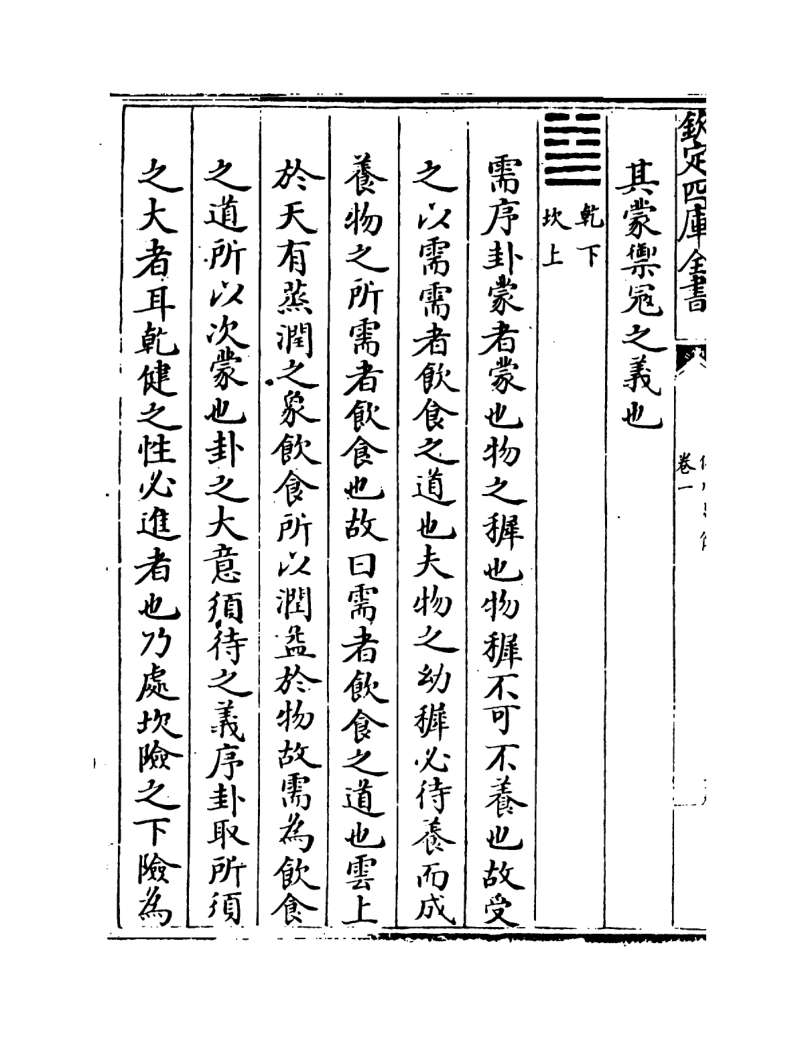 欽定四庫全書
卷一
其蒙禦宼之義也
乾下
坎上
需序卦蒙者蒙也物之穉也物穉不可不養也故受
之以需需者飲食之道也夫物之幼穉必待養而成
養物之所需者飲食也故曰需者飲食之道也雲上
於天有蒸潤之象飲食所以潤益於物故需為飲食
之道所以次蒙也卦之大意須待之義序卦取所須
之大者耳乾健之性必進者也乃處坎險之下險為